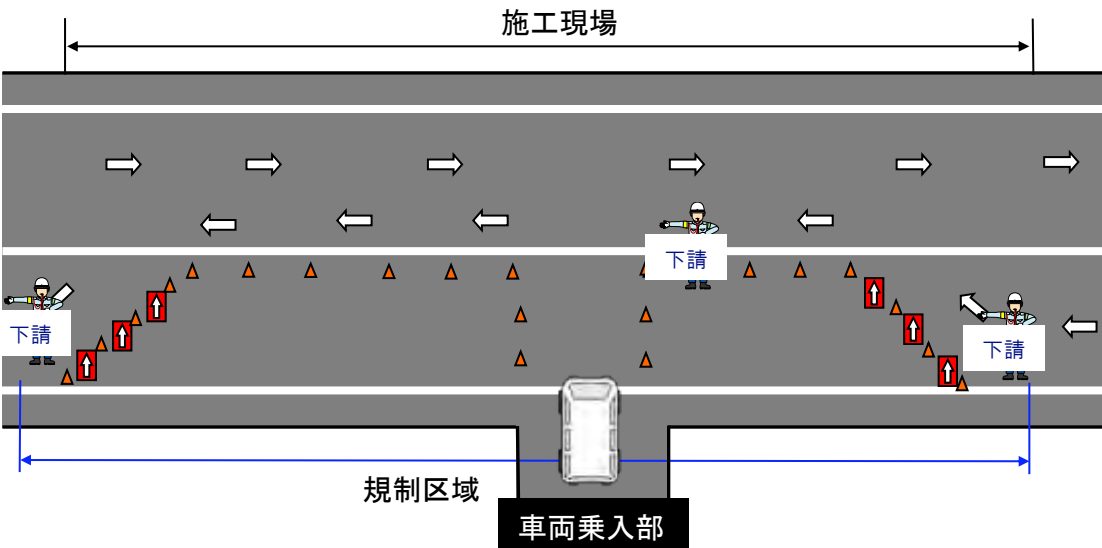 施工現場
下請
下請
下請
規制区域
車両乗入部